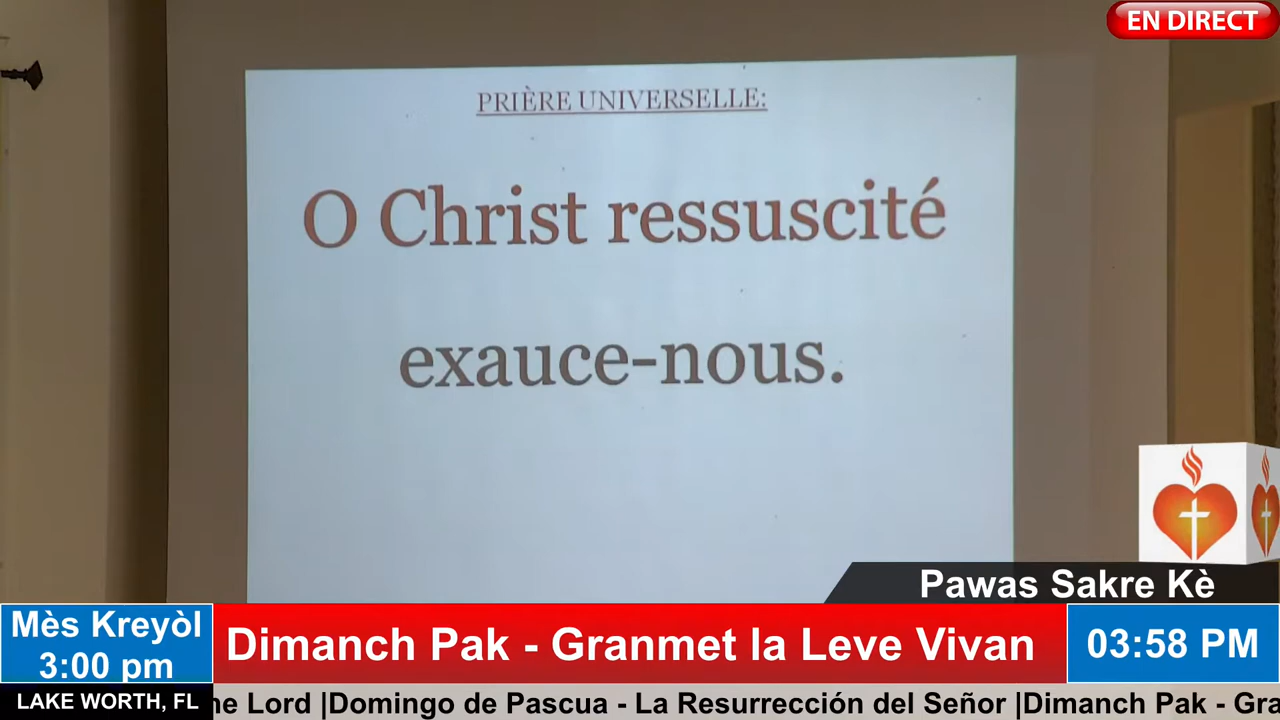 EN DIRECT
PRIÈRE UNIVERSELLE:
O Christ ressuscité
exauce-nous.
Pawas Sakre Kè
Mès Kreyòl
3:00 pm
Dimanch Pak - Granmet la Leve Vivan
03:58 PM
LAKE WORTH, FL
he Lord |Domingo de Pascua - La Resurrección del Señor |Dimanch Pak - Gra